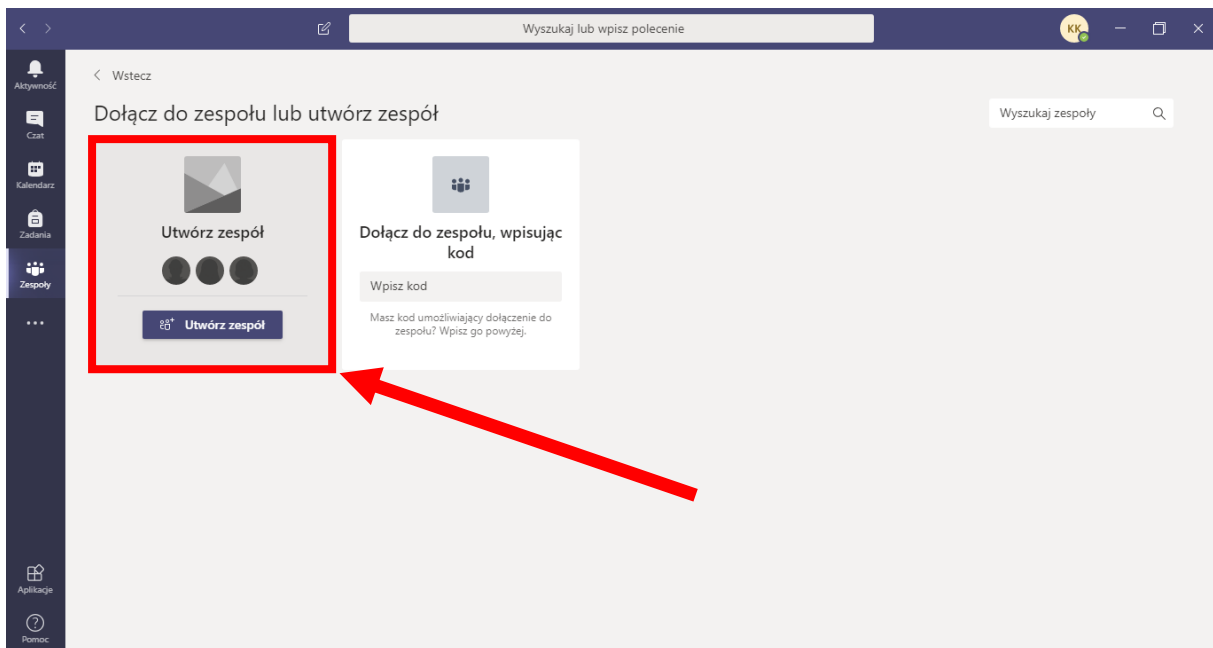 Wyszukaj lub wpisz polecenie
KK
Aktywność
Czat
Kalendarz
Zadania
Zespoły
Aplikacje
Pomoc
Wstecz
Dołącz do zespołu lub utwórz zespół
Wyszukaj zespoły
Utwórz zespół
Utwórz zespół
Dołącz do zespołu, wpisując
kod
Wpisz kod
Masz kod umożliwiający dołączenie do
zespołu? Wpisz go powyżej.